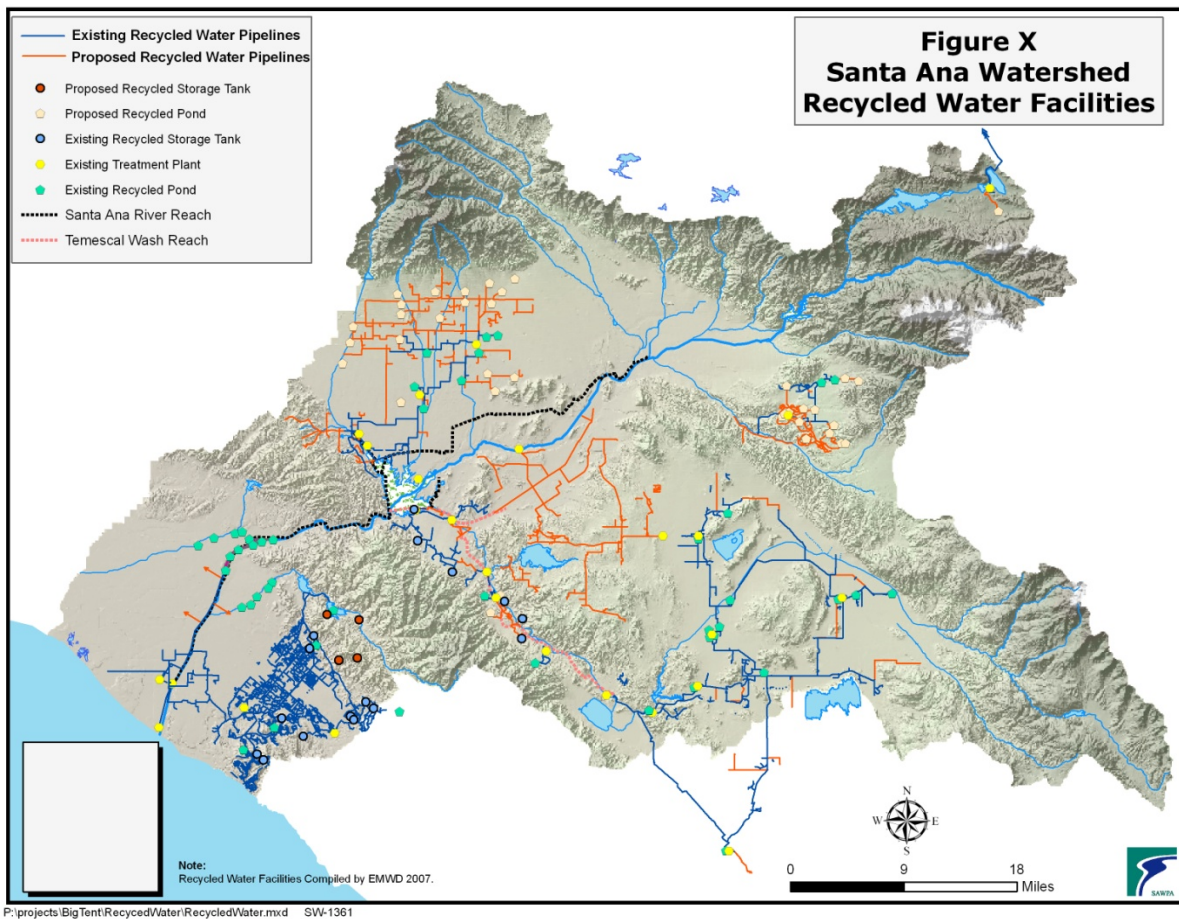 Existing Recycled Water Pipelines
Proposed Recycled Water Pipelines
Proposed Recycled Storage Tank
Proposed Recycled Pond
Existing Recycled Storage Tank
Existing Treatment Plant
Existing Recycled Pond
Santa Ana River Reach
Temescal Wash Reach
Figure X
Santa Ana Watershed
Recycled Water Facilities
N
W
E
S
0
9
18
Miles
SAWPA
Note:
Recycled Water Facilities Compiled by EMWD 2007.
P:\projects\BigTent\RecycedWater\RecycledWater.mxd SW-1361